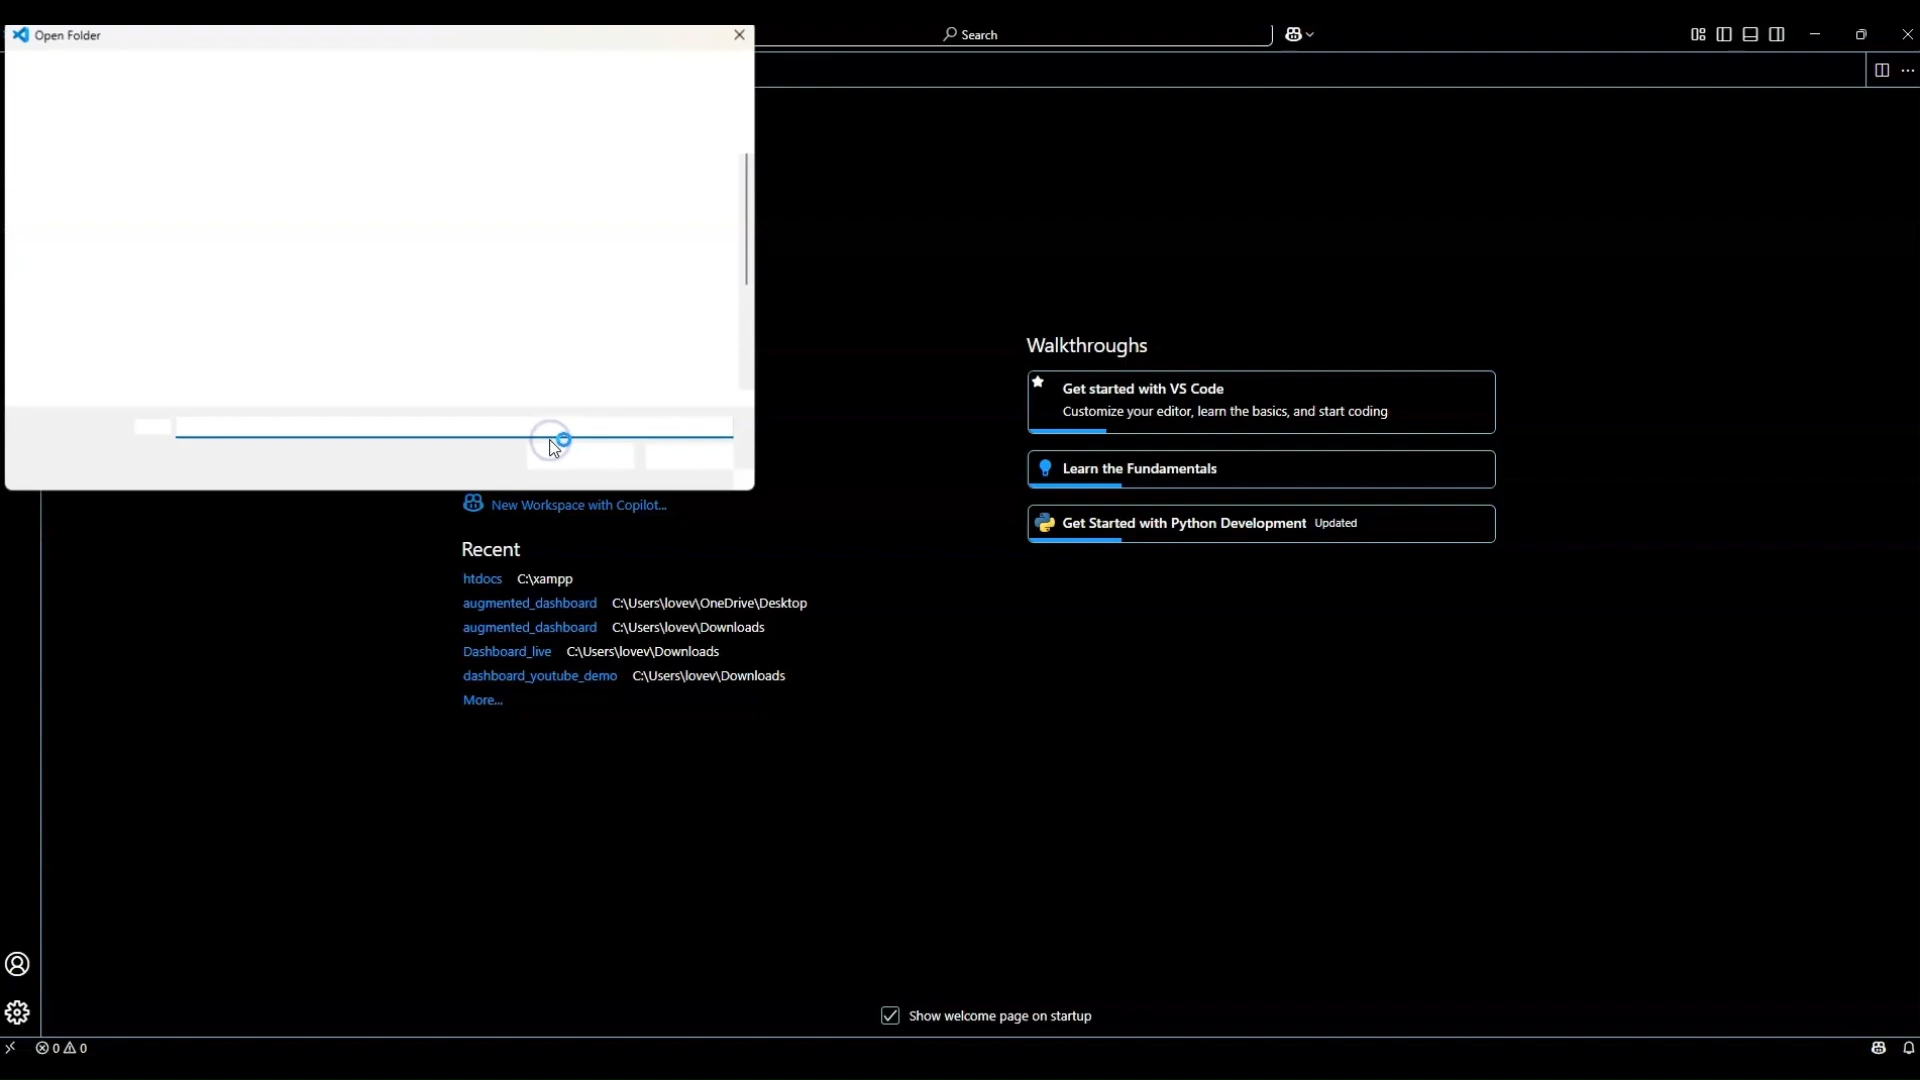 Open Folder
Search
Walkthroughs
Get started with VS Code
Customize your editor, learn the basics, and start coding
Learn the Fundamentals
New Workspace with Copilot...
Get Started with Python Development Updated
Recent
htdocs C:\xampp
augmented_dashboard C:\Users\lovev\OneDrive\Desktop
augmented_dashboard C:\Users\lovev\Downloads
Dashboard_live C:\Users\lovev\Downloads
dashboard_youtube_demo C:\Users\lovev\Downloads
More...
Show welcome page on startup
0 0